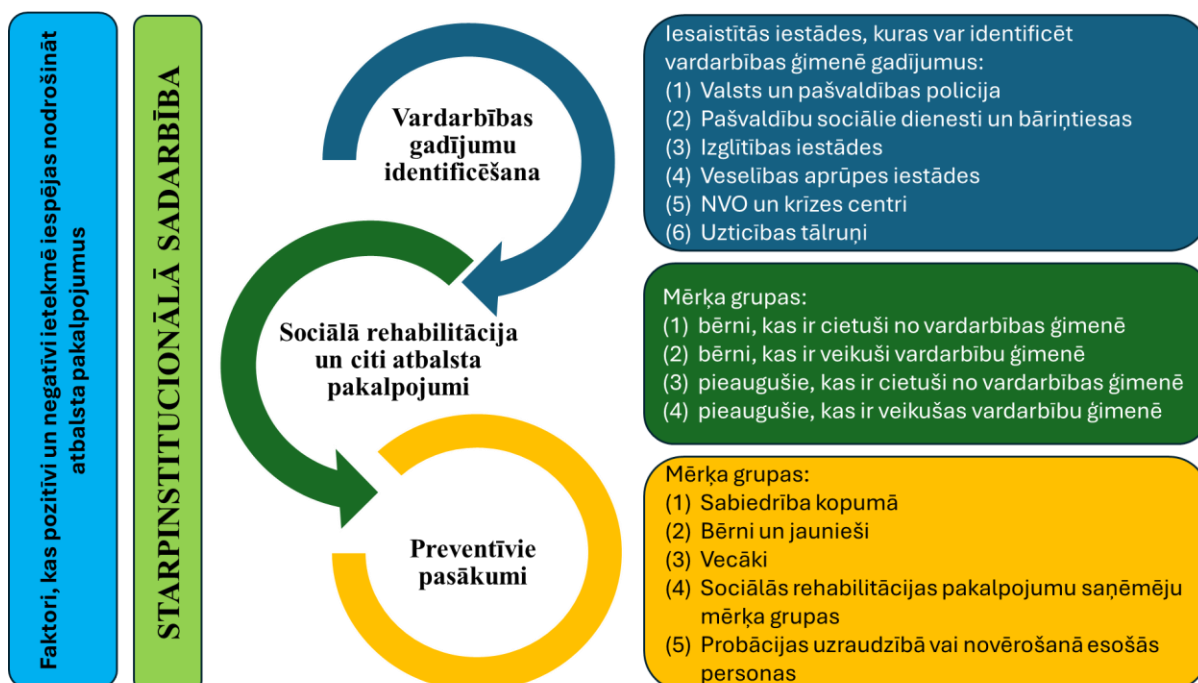 Faktori, kas pozitīvi un negatīvi ietekmē iespējas nodrošināt
atbalsta pakalpojumus
STARPINSTITUCIONĀLĀ SADARBĪBA
Vardarbības
gadījumu
identificēšana
Iesaistītās iestādes, kuras var identificēt
vardarbības ģimenē gadījumus:
(1) Valsts un pašvaldības policija
(2) Pašvaldību sociālie dienesti un bāriņtiesas
(3) Izglītības iestādes
(4) Veselības aprūpes iestādes
(5) NVO un krīzes centri
(6) Uzticības tālruņi
Sociālā rehabilitācija
un citi atbalsta
pakalpojumi
Mērķa grupas:
(1) bērni, kas ir cietuši no vardarbības ģimenē
(2) bērni, kas ir veikuši vardarbību ģimenē
(3) pieaugušie, kas ir cietuši no vardarbības ģimenē
(4) pieaugušie, kas ir veikušas vardarbību ģimenē
Preventīvie
pasākumi
Mērķa grupas:
(1) Sabiedrība kopumā
(2) Bērni un jaunieši
(3) Vecāki
(4) Sociālās rehabilitācijas pakalpojumu saņēmēju
mērķa grupas
(5) Probācijas uzraudzībā vai novērošanā esošās
personas